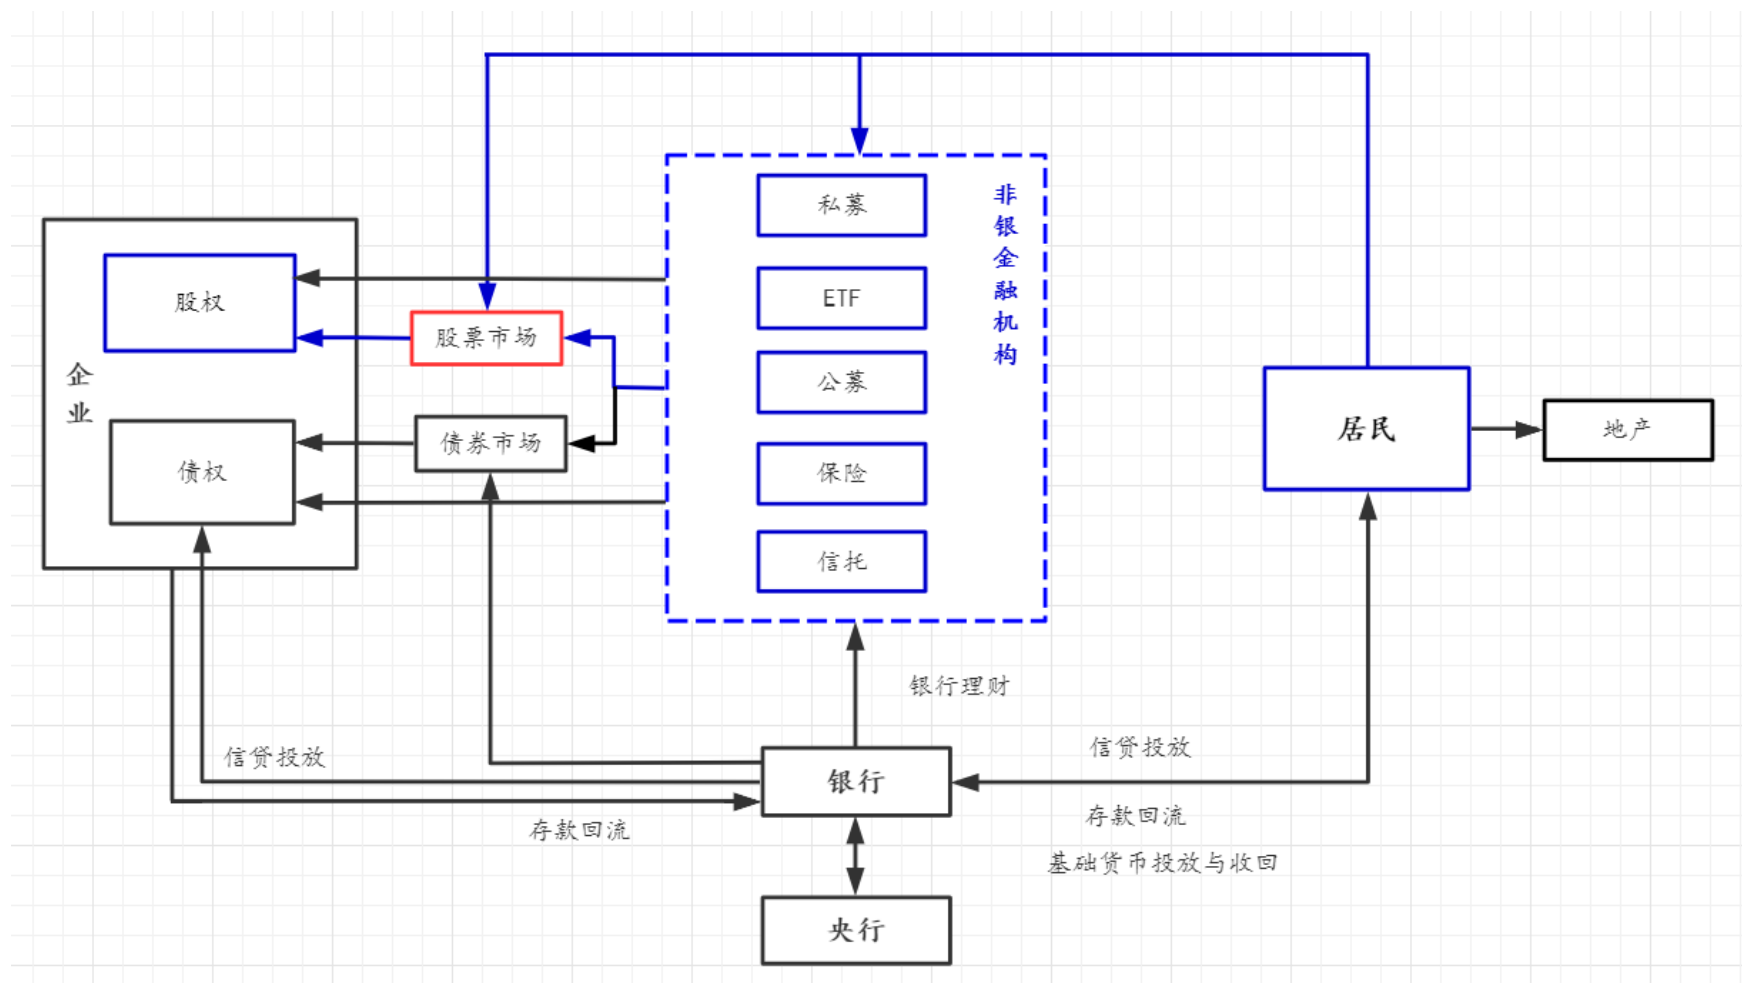 私募
非银金融机构
ETF
股权
股票市场
企业
公募
居民
地产
债券市场
债权
保险
信托
银行理财
信贷投放
信贷投放
银行
存款回流
存款回流
基础货币投放与收回
央行